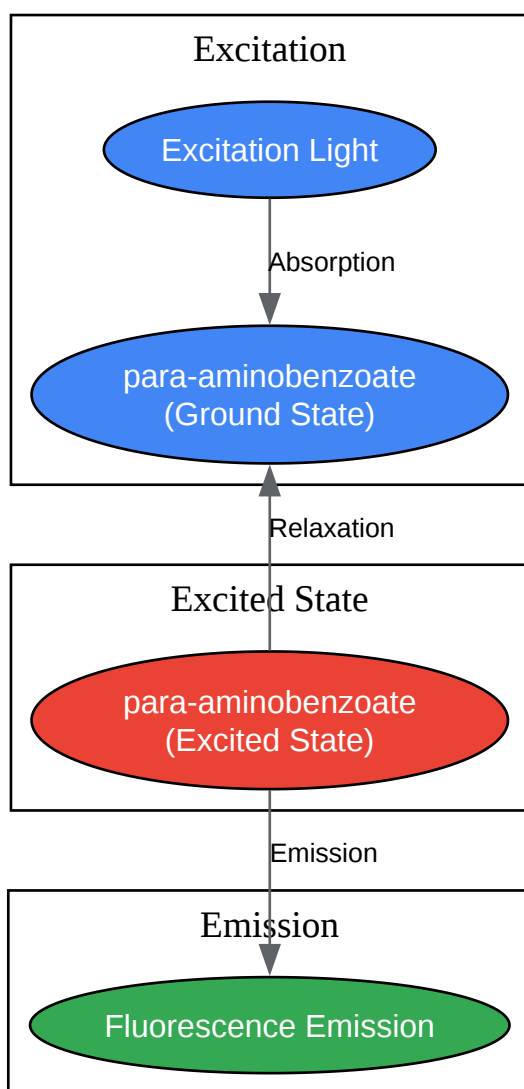 Excitation
Excitation Light
Absorption
para-aminobenzoate
(Ground State)
Relaxation
Excited State
para-aminobenzoate
(Excited State)
Emission
Emission
Fluorescence Emission